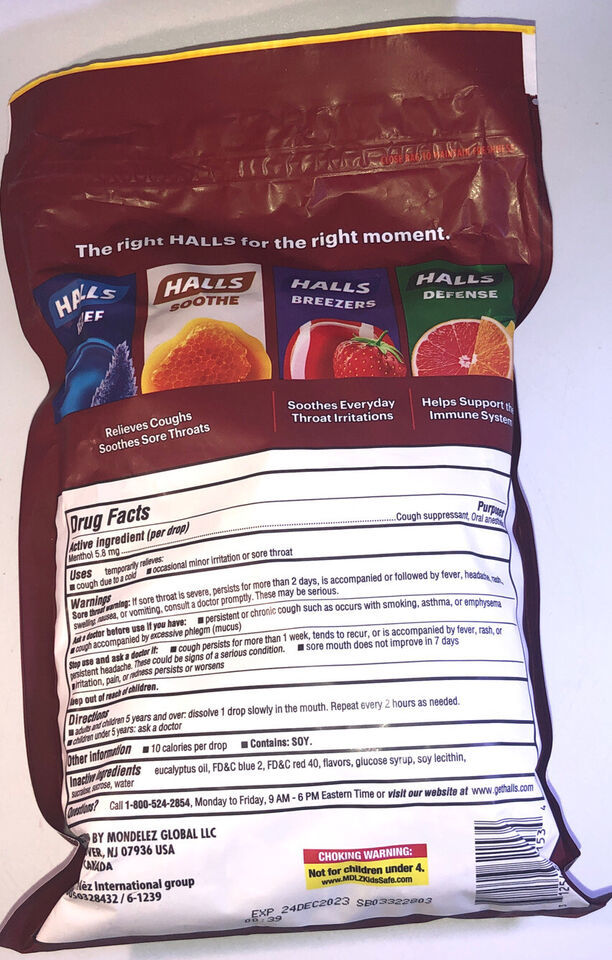 CLOSE BAG TO MAINTAIN FRESHNESS
The right HALLS for the right moment.
HALLS
HALLS
SOOTHE
HALLS
BREEZERS
HALLS
DEFENSE
Relieves Coughs
Soothes Sore Throats
Soothes Everyday
Throat Irritations
Helps Support the
Immune System
Drug Facts
Active ingredient (per drop) Purpose
Menthol 5.8 mg ........ Cough suppressant, Oral
Uses temporarily relieves:
■ cough due to a cold ■ occasional minor irritation or sore throat
Warnings
Sore throat warning: If sore throat is severe, persists for more than 2 days, is accompanied or followed by fever, headache, rash,
swelling, nausea, or vomiting, consult a doctor promptly. These may be serious.
Ask a doctor before use if you have: ■ persistent or chronic cough such as occurs with smoking, asthma, or emphysema
■ cough accompanied by excessive phlegm (mucus)
Stop use and ask a doctor if: ■ cough persists for more than 1 week, tends to recur, or is accompanied by fever, rash, or
persistent headache. These could be signs of a serious condition. ■ sore mouth does not improve in 7 days
■ irritation, pain, or redness persists or worsens
Keep out of reach of children.
Directions
■ adults and children 5 years and over: dissolve 1 drop slowly in the mouth. Repeat every 2 hours as needed.
■ children under 5 years: ask a doctor
Other information ■ 10 calories per drop ■ Contains: SOY.
Inactive ingredients eucalyptus oil, FD&C blue 2, FD&C red 40, flavors, glucose syrup, soy lecithin,
sucralose, sucrose, water
Questions? Call 1-800-524-2854, Monday to Friday, 9 AM - 6 PM Eastern Time or visit our website at www.gethalls.com
BY MONDELEZ GLOBAL LLC
VER, NJ 07936 USA
CANADA
lēz International group
0328432 / 6-1239
CHOKING WARNING:
Not for children under 4.
www.MDLZKidsSafe.com
EXP 24DEC2023 SB03322803
:39